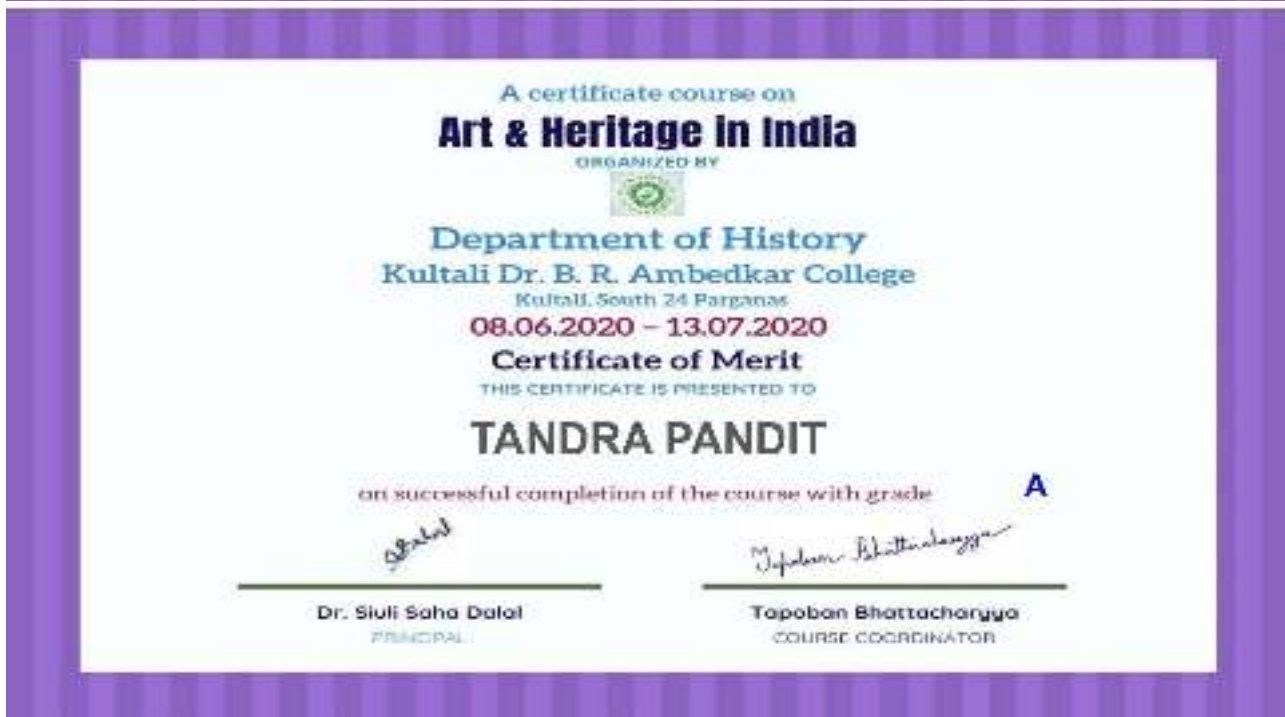 A certificate course on
Art & Heritage in India
ORGANIZED BY
Department of History
Kultali Dr. B. R. Ambedkar College
Kultali, South 24 Parganas
08.06.2020 – 13.07.2020
Certificate of Merit
THIS CERTIFICATE IS PRESENTED TO
TANDRA PANDIT
on successful completion of the course with grade A
Tapoban Bhattacharyya
Dr. Siuli Saha Dalal Tapoban Bhattacharyya
PRINCIPAL COURSE COORDINATOR